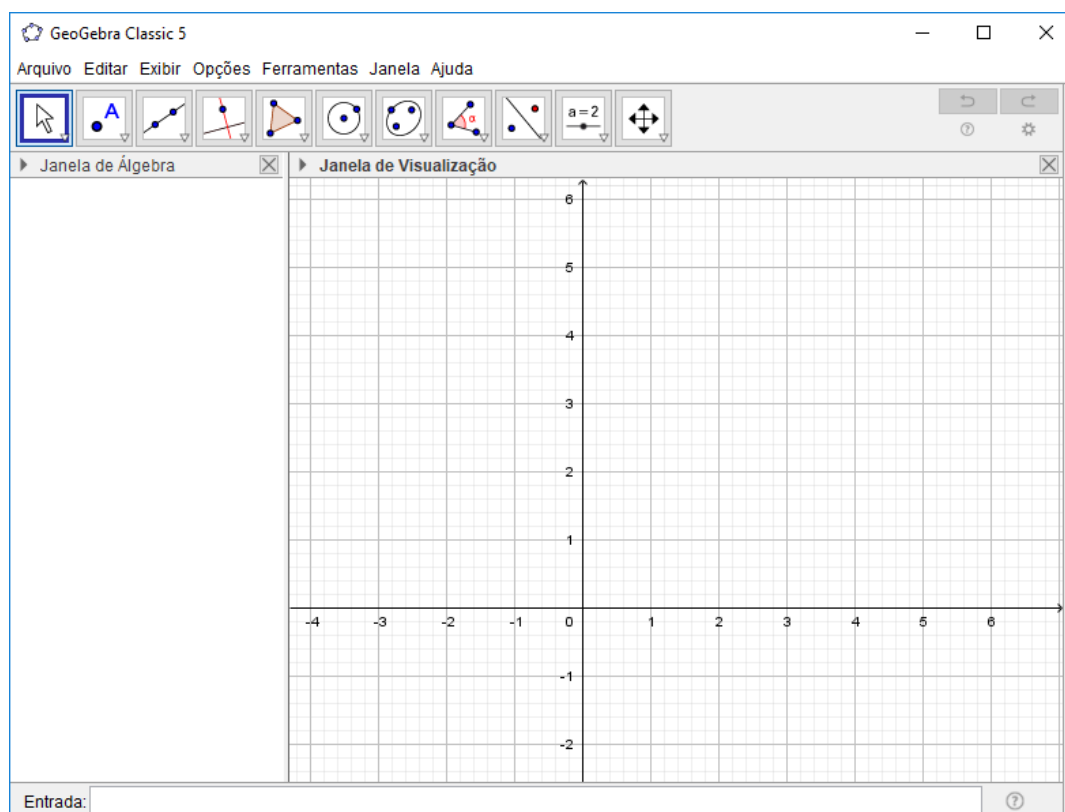 GeoGebra Classic 5
Arquivo Editar Exibir Opções Ferramentas Janela Ajuda
A
α
a=2
Janela de Álgebra
Janela de Visualização
6
5
4
3
2
1
-4 -3 -2 -1 0 1 2 3 4 5 6
-1
-2
Entrada: